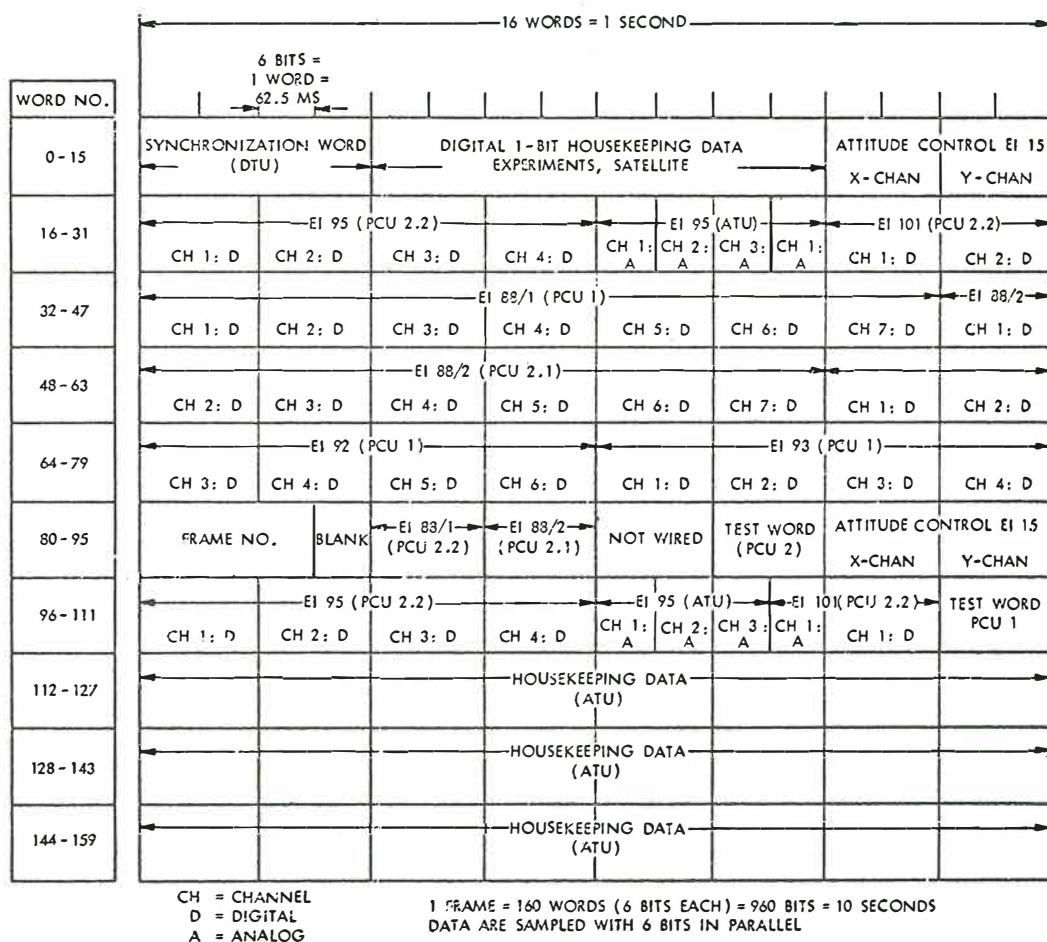 16 WORDS = 1 SECOND
6 BITS =
1 WORD =
62.5 MS
WORD NO.
0-15
SYNCHRONIZATION WORD
(DTU)
DIGITAL 1-BIT HOUSEKEEPING DATA
EXPERIMENTS, SATELLITE
ATTITUDE CONTROL EI 15
X-CHAN
Y-CHAN
16-31
EI 95 (PCU 2.2)
EI 95 (ATU)
EI 101 (PCU 2.2)
CH 1: D
CH 2: D
CH 3: D
CH 4: D
CH 1: A
CH 2: A
CH 3: A
CH 1: A
CH 1: D
CH 2: D
32-47
EI 88/1 (PCU 1)
EI 88/2
CH 1: D
CH 2: D
CH 3: D
CH 4: D
CH 5: D
CH 6: D
CH 7: D
CH 1: D
48-63
EI 88/2 (PCU 2.1)
CH 2: D
CH 3: D
CH 4: D
CH 5: D
CH 6: D
CH 7: D
CH 1: D
CH 2: D
64-79
EI 92 (PCU 1)
EI 93 (PCU 1)
CH 3: D
CH 4: D
CH 5: D
CH 6: D
CH 1: D
CH 2: D
CH 3: D
CH 4: D
80-95
FRAME NO.
BLANK
EI 88/1
(PCU 2.2)
EI 88/2
(PCU 2.1)
NOT WIRED
TEST WORD
(PCU 2)
ATTITUDE CONTROL EI 15
X-CHAN
Y-CHAN
96-111
EI 95 (PCU 2.2)
EI 95 (ATU)
EI 101(PCU 2.2)
TEST WORD
PCU 1
CH 1: D
CH 2: D
CH 3: D
CH 4: D
CH 1: A
CH 2: A
CH 3: A
CH 1: A
CH 1: D
112-127
HOUSEKEEPING DATA
(ATU)
128-143
HOUSEKEEPING DATA
(ATU)
144-159
HOUSEKEEPING DATA
(ATU)
CH = CHANNEL
D = DIGITAL
A = ANALOG
1 FRAME = 160 WORDS (6 BITS EACH) = 960 BITS = 10 SECONDS
DATA ARE SAMPLED WITH 6 BITS IN PARALLEL